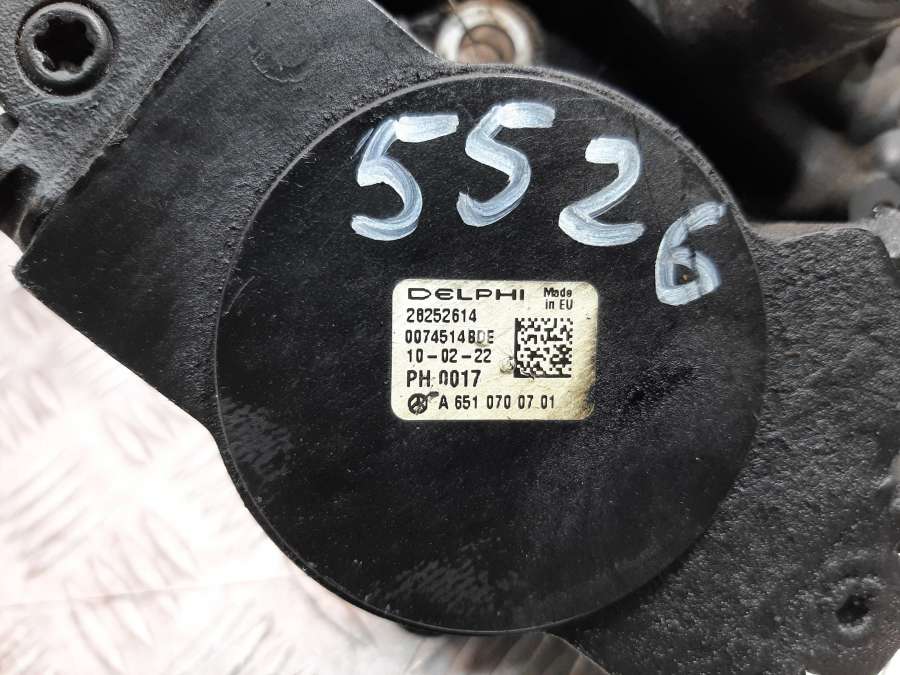 5526
DELPHI Made in EU
28252614
0074514BDE
10-02-22
PH 0017
A 651 070 07 01